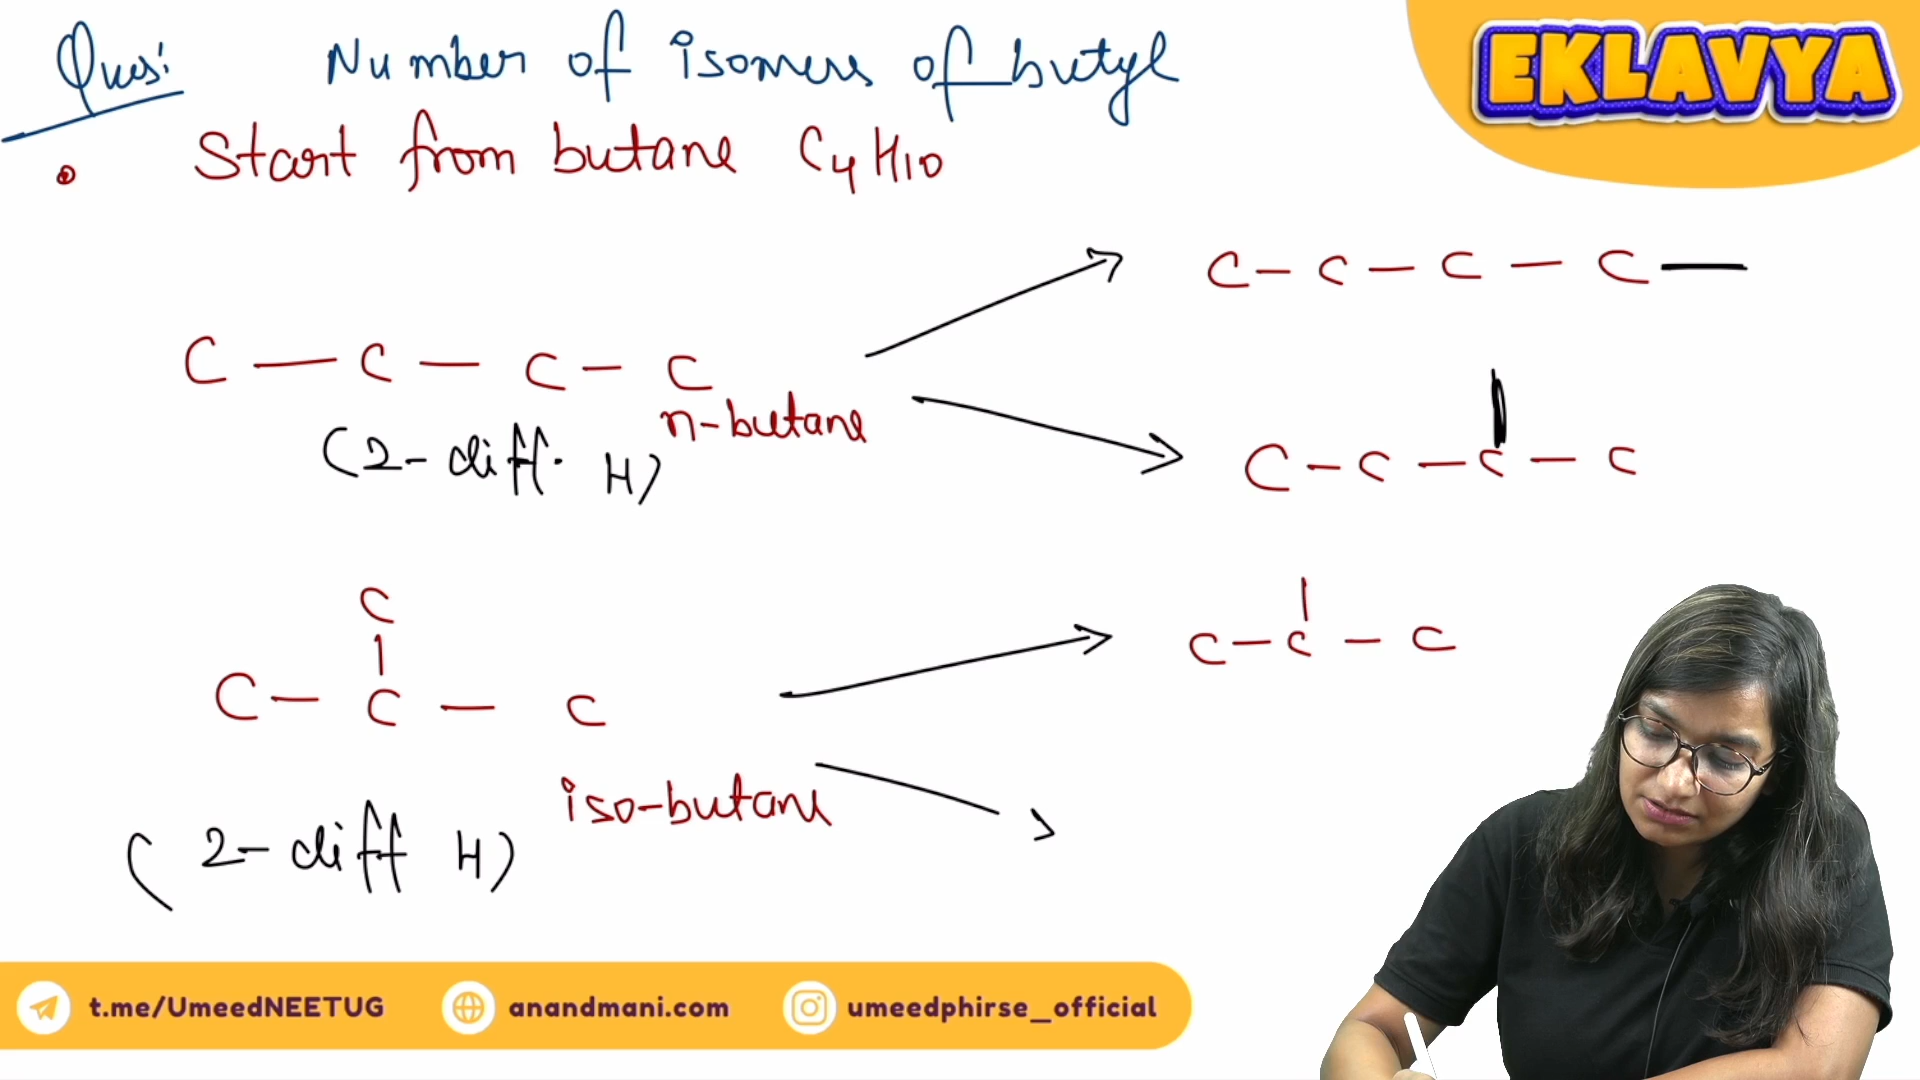 Ques: Number of isomers of butyl
EKLAVYA
• Start from butane C4H10
C — C — C — C
n-butane
(2- diff. H)
C — C — C — C —
C — C — C — C
C
|
C — C — C
iso-butane
( 2- diff H)
|
C — C — C
t.me/UmeedNEETUG
anandmani.com
umeedphirse_official